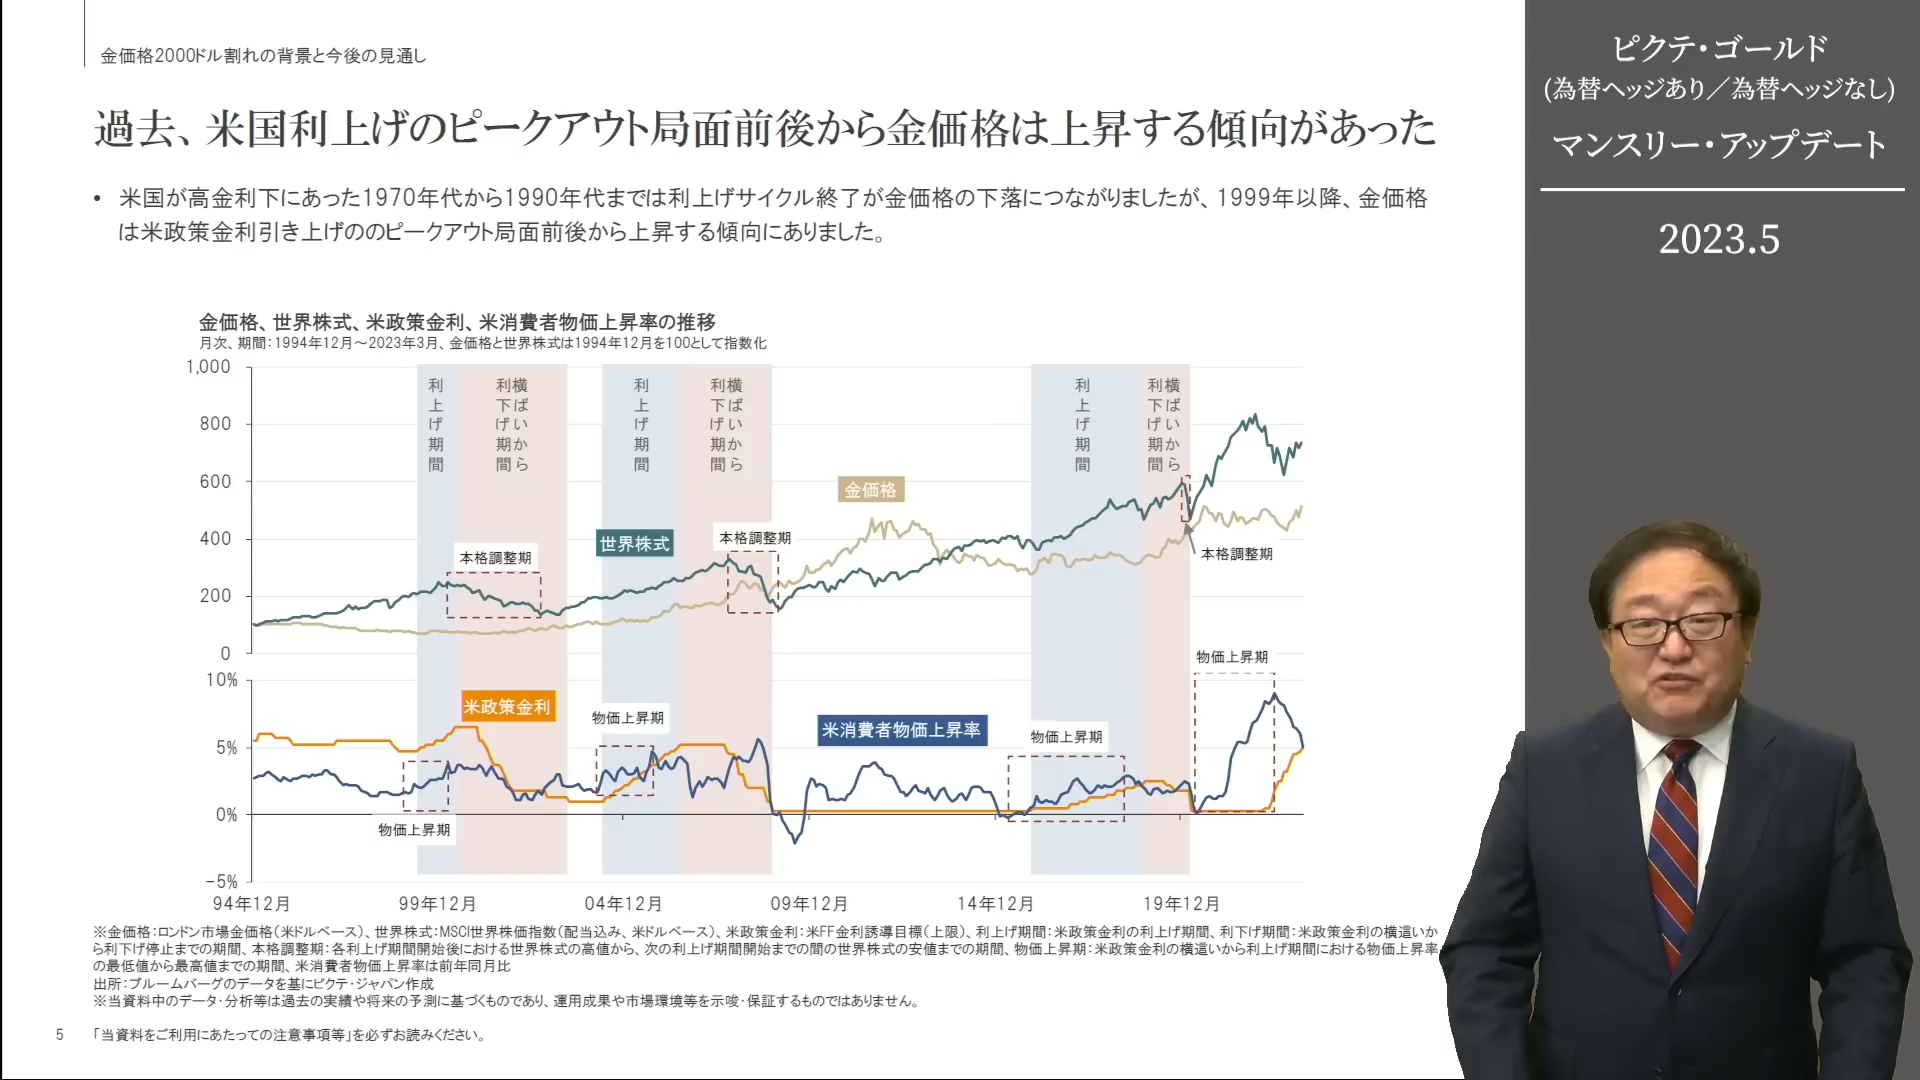 金価格2000ドル割れの背景と今後の見通し
過去、米国利上げのピークアウト局面前後から金価格は上昇する傾向があった
• 米国が高金利下にあった1970年代から1990年代までは利上げサイクル終了が金価格の下落につながりましたが、1999年以降、金価格
は米政策金利引き上げののピークアウト局面前後から上昇する傾向にありました。
金価格、世界株式、米政策金利、米消費者物価上昇率の推移
月次、期間：1994年12月～2023年3月、金価格と世界株式は1994年12月を100として指数化
1,000
800
600
400
200
0
利上げ期間
横ばいから
利下げ期間
利上げ期間
横ばいから
利下げ期間
利上げ期間
横ばいから
利下げ期間
金価格
世界株式
本格調整期
本格調整期
本格調整期
10%
5%
0%
-5%
米政策金利
物価上昇期
物価上昇期
米消費者物価上昇率
物価上昇期
物価上昇期
94年12月
99年12月
04年12月
09年12月
14年12月
19年12月
※金価格：ロンドン市場金価格（米ドルベース）、世界株式：MSCI世界株価指数（配当込み、米ドルベース）、米政策金利：米FF金利誘導目標（上限）、利上げ期間：米政策金利の利上げ期間、利下げ期間：米政策金利の横這いか
ら利下げ停止までの期間、本格調整期：各利上げ期間開始後における世界株式の高値から、次の利上げ期間開始までの間の世界株式の安値までの期間、物価上昇期：米政策金利の横這いから利上げ期間における物価上昇率
の最低値から最高値までの期間、米消費者物価上昇率は前年同月比
出所：ブルームバーグのデータを基にピクテ・ジャパン作成
※当資料中のデータ・分析等は過去の実績や将来の予測に基づくものであり、運用成果や市場環境等を示唆・保証するものではありません。
5 「当資料をご利用にあたっての注意事項等」を必ずお読みください。
ピクテ・ゴールド
(為替ヘッジあり／為替ヘッジなし)
マンスリー・アップデート
2023.5